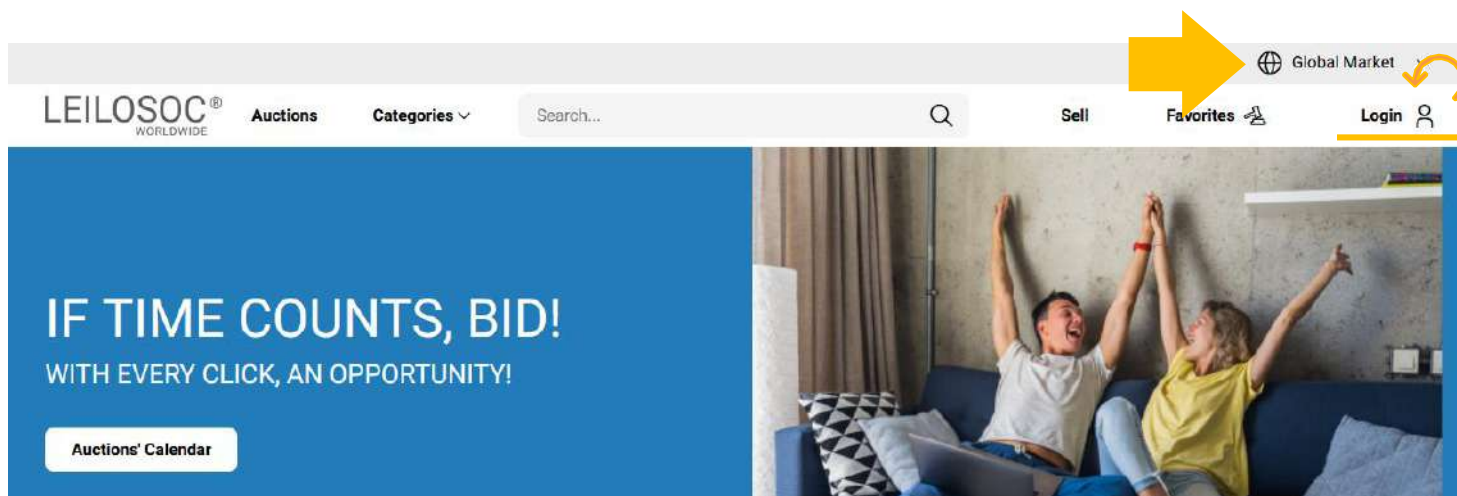 Global Market
LEILOSOC®
WORLDWIDE
Auctions
Categories
Search...
Sell
Favorites
Login
IF TIME COUNTS, BID!
WITH EVERY CLICK, AN OPPORTUNITY!
Auctions' Calendar